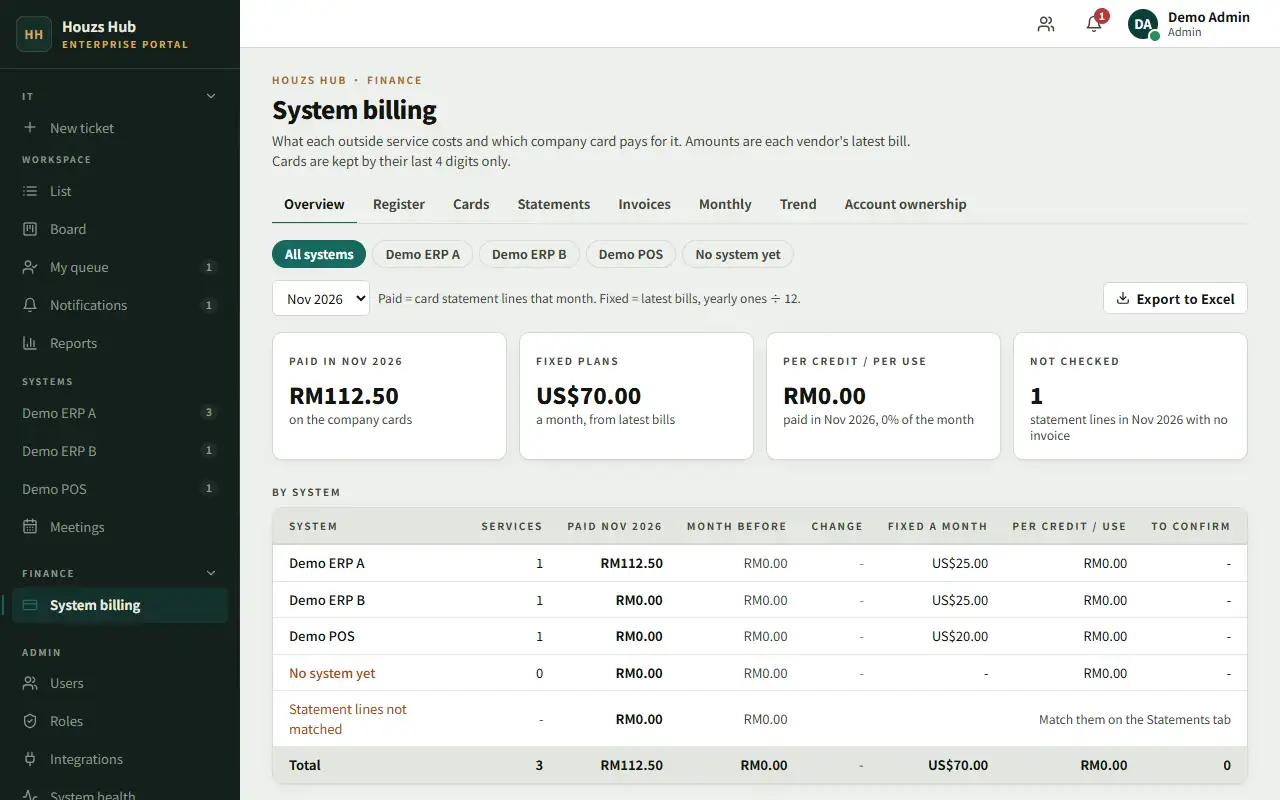 HH
Houzs Hub
ENTERPRISE PORTAL
IT
New ticket
WORKSPACE
List
Board
My queue 1
Notifications 1
Reports
SYSTEMS
Demo ERP A 3
Demo ERP B 1
Demo POS 1
Meetings
FINANCE
System billing
ADMIN
Users
Roles
Integrations
System health
1
DA
Demo Admin
Admin
HOUZS HUB · FINANCE
System billing
What each outside service costs and which company card pays for it. Amounts are each vendor's latest bill.
Cards are kept by their last 4 digits only.
Overview Register Cards Statements Invoices Monthly Trend Account ownership
All systems Demo ERP A Demo ERP B Demo POS No system yet
Nov 2026 Paid = card statement lines that month. Fixed = latest bills, yearly ones ÷ 12. Export to Excel
PAID IN NOV 2026
RM112.50
on the company cards
FIXED PLANS
US$70.00
a month, from latest bills
PER CREDIT / PER USE
RM0.00
paid in Nov 2026, 0% of the month
NOT CHECKED
1
statement lines in Nov 2026 with no
invoice
BY SYSTEM
SYSTEM SERVICES PAID NOV 2026 MONTH BEFORE CHANGE FIXED A MONTH PER CREDIT / USE TO CONFIRM
Demo ERP A 1 RM112.50 RM0.00 - US$25.00 RM0.00 -
Demo ERP B 1 RM0.00 RM0.00 - US$25.00 RM0.00 -
Demo POS 1 RM0.00 RM0.00 - US$20.00 RM0.00 -
No system yet 0 RM0.00 RM0.00 - - RM0.00 -
Statement lines not
matched - RM0.00 RM0.00 Match them on the Statements tab
Total 3 RM112.50 RM0.00 - US$70.00 RM0.00 0